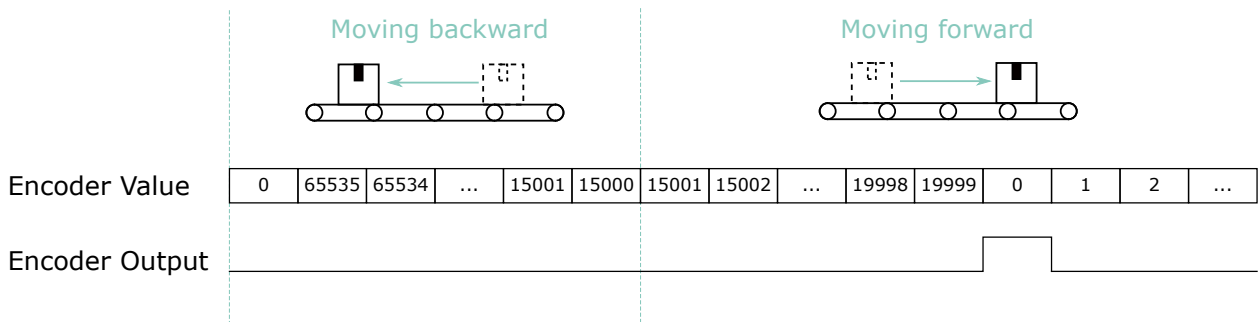 Moving backward Moving forward
Encoder Value 0 65535 65534 ... 15001 15000 15001 15002 ... 19998 19999 0 1 2 ...
Encoder Output